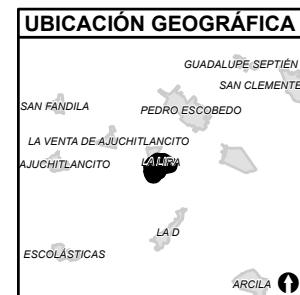 UBICACIÓN GEOGRÁFICA
GUADALUPE SEPTIÉN
SAN CLEMENTE
SAN FANDILA
PEDRO ESCOBEDO
LA VENTA DE AJUCHITLANCITO
AJUCHITLANCITO
LA LIRA
LA D
ESCOLÁSTICAS
ARCILA